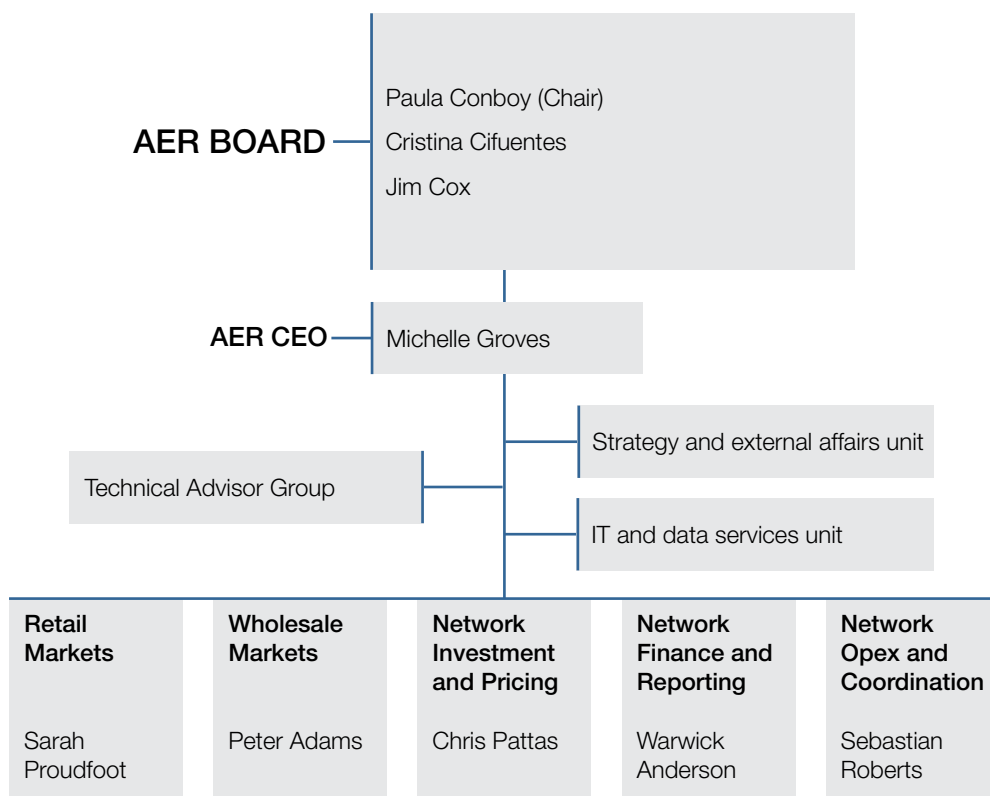 AER BOARD
Paula Conboy (Chair)
Cristina Cifuentes
Jim Cox
AER CEO
Michelle Groves
Strategy and external affairs unit
Technical Advisor Group
IT and data services unit
Retail
Markets
Sarah
Proudfoot
Wholesale
Markets
Peter Adams
Network
Investment
and Pricing
Chris Pattas
Network
Finance and
Reporting
Warwick
Anderson
Network
Opex and
Coordination
Sebastian
Roberts